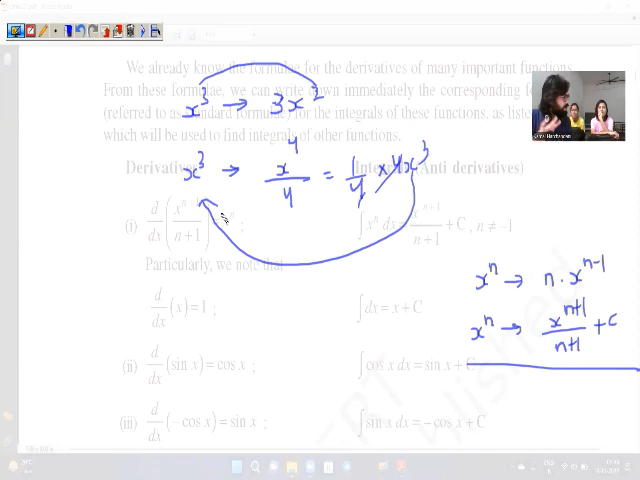 We already know the formulae for the derivatives of many important functions.
From these formulae, we can write down immediately the corresponding
x³ → 3x²
(referred to as standard formulae) for the integrals of these functions, as listed
which will be used to find integrals of other functions.
x³ → x⁴/4 = 1/4 × 4x³
Derivatives Integrals (Anti derivatives)
(i) d/dx (xⁿ⁺¹/n+1) = xⁿ ; ∫ xⁿ dx = xⁿ⁺¹/n+1 + C, n ≠ –1
xⁿ → n . xⁿ⁻¹
Particularly, we note that
d/dx (x) = 1 ; ∫ dx = x + C
xⁿ → xⁿ⁺¹/n+1 + c
(ii) d/dx (sin x) = cos x ; ∫ cos x dx = sin x + C
(iii) d/dx (– cos x) = sin x ; ∫ sin x dx = – cos x + C